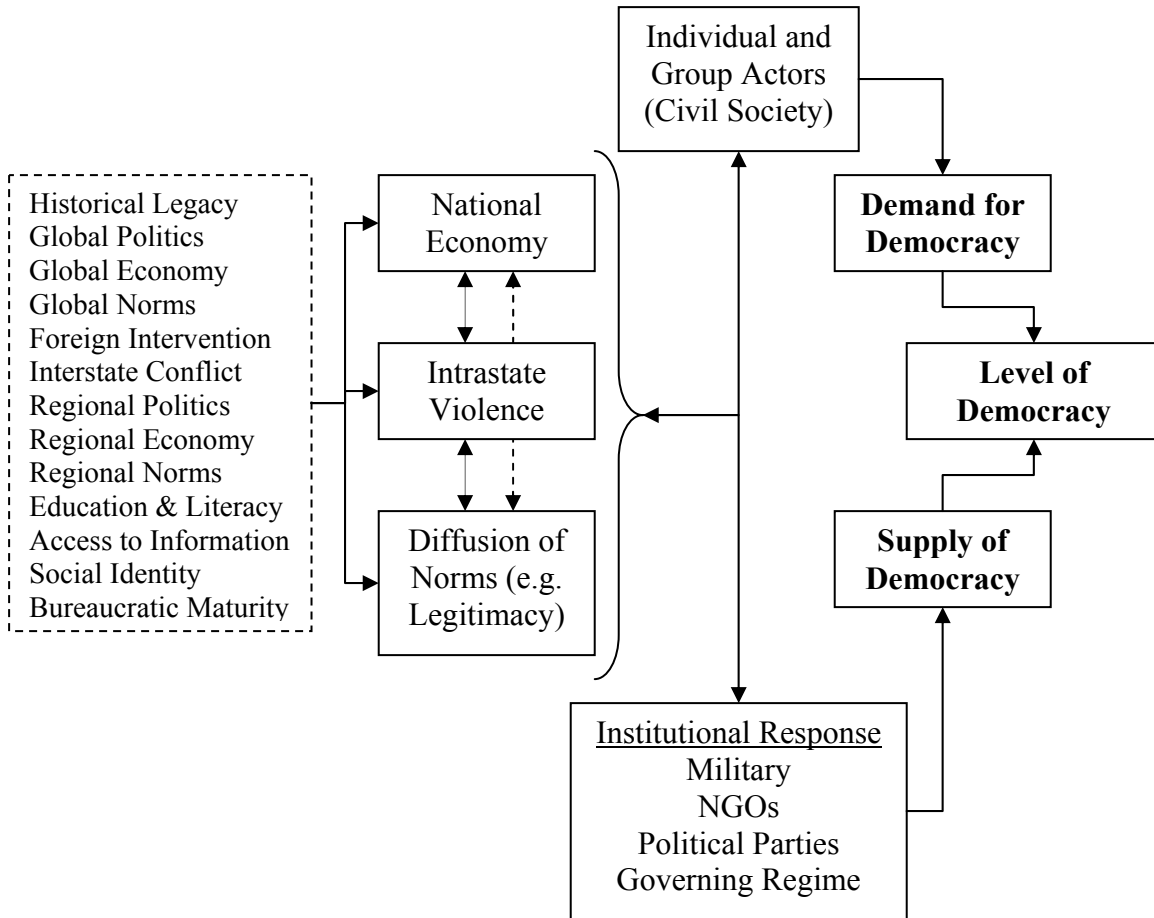 Individual and
Group Actors
(Civil Society)
Historical Legacy
Global Politics
Global Economy
Global Norms
Foreign Intervention
Interstate Conflict
Regional Politics
Regional Economy
Regional Norms
Education & Literacy
Access to Information
Social Identity
Bureaucratic Maturity
National
Economy
Intrastate
Violence
Diffusion of
Norms (e.g.
Legitimacy)
Demand for
Democracy
Level of
Democracy
Supply of
Democracy
Institutional Response
Military
NGOs
Political Parties
Governing Regime